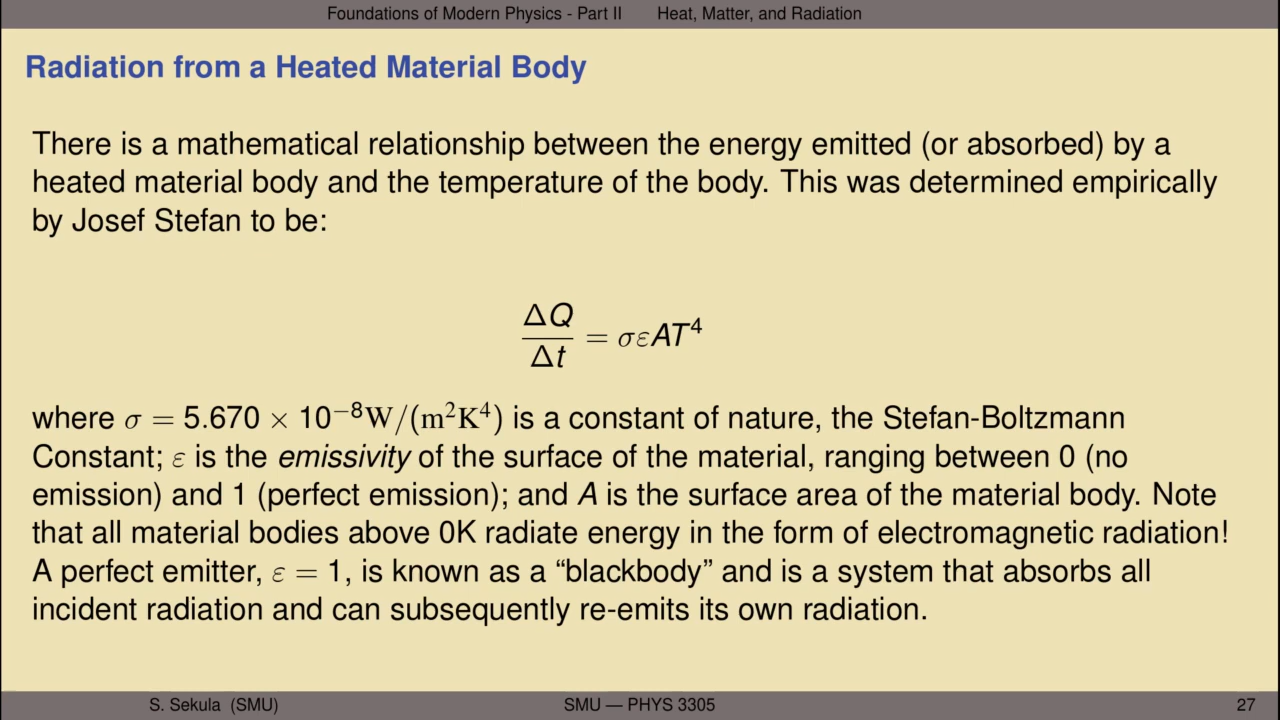 Foundations of Modern Physics - Part II Heat, Matter, and Radiation
Radiation from a Heated Material Body
There is a mathematical relationship between the energy emitted (or absorbed) by a
heated material body and the temperature of the body. This was determined empirically
by Josef Stefan to be:
ΔQ/Δt = σεAT⁴
where σ = 5.670 × 10⁻⁸W/(m²K⁴) is a constant of nature, the Stefan-Boltzmann
Constant; ε is the emissivity of the surface of the material, ranging between 0 (no
emission) and 1 (perfect emission); and A is the surface area of the material body. Note
that all material bodies above 0K radiate energy in the form of electromagnetic radiation!
A perfect emitter, ε = 1, is known as a “blackbody” and is a system that absorbs all
incident radiation and can subsequently re-emits its own radiation.
S. Sekula (SMU) SMU — PHYS 3305 27